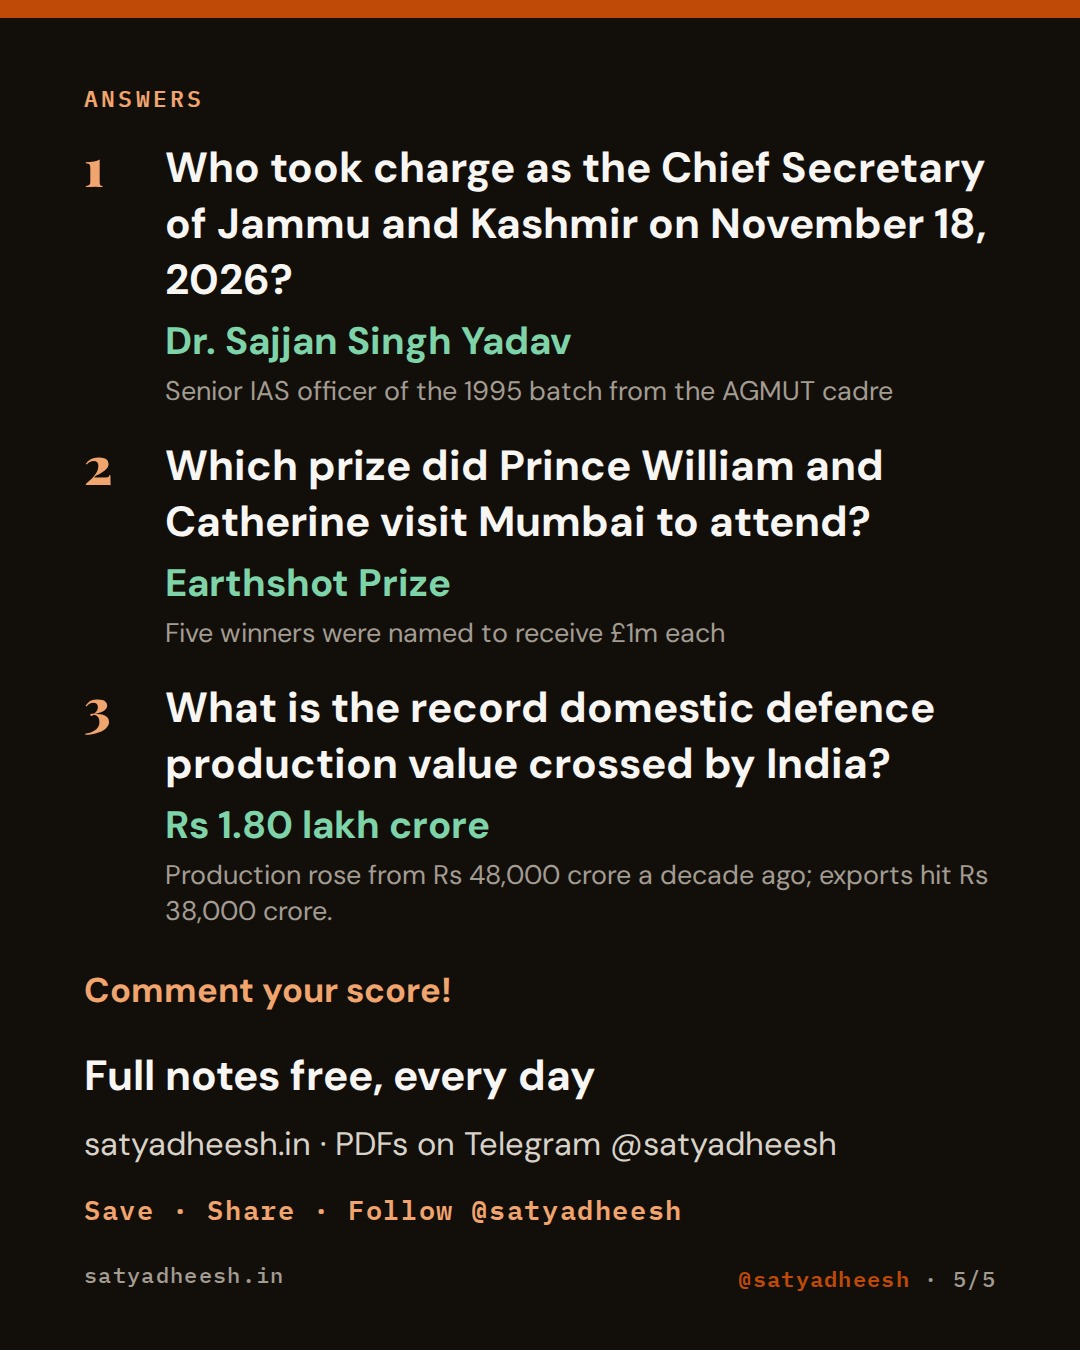 ANSWERS
1
Who took charge as the Chief Secretary
of Jammu and Kashmir on November 18,
2026?
Dr. Sajjan Singh Yadav
Senior IAS officer of the 1995 batch from the AGMUT cadre
2
Which prize did Prince William and
Catherine visit Mumbai to attend?
Earthshot Prize
Five winners were named to receive £1m each
3
What is the record domestic defence
production value crossed by India?
Rs 1.80 lakh crore
Production rose from Rs 48,000 crore a decade ago; exports hit Rs
38,000 crore.
Comment your score!
Full notes free, every day
satyadheesh.in · PDFs on Telegram @satyadheesh
Save · Share · Follow @satyadheesh
satyadheesh.in
@satyadheesh · 5/5